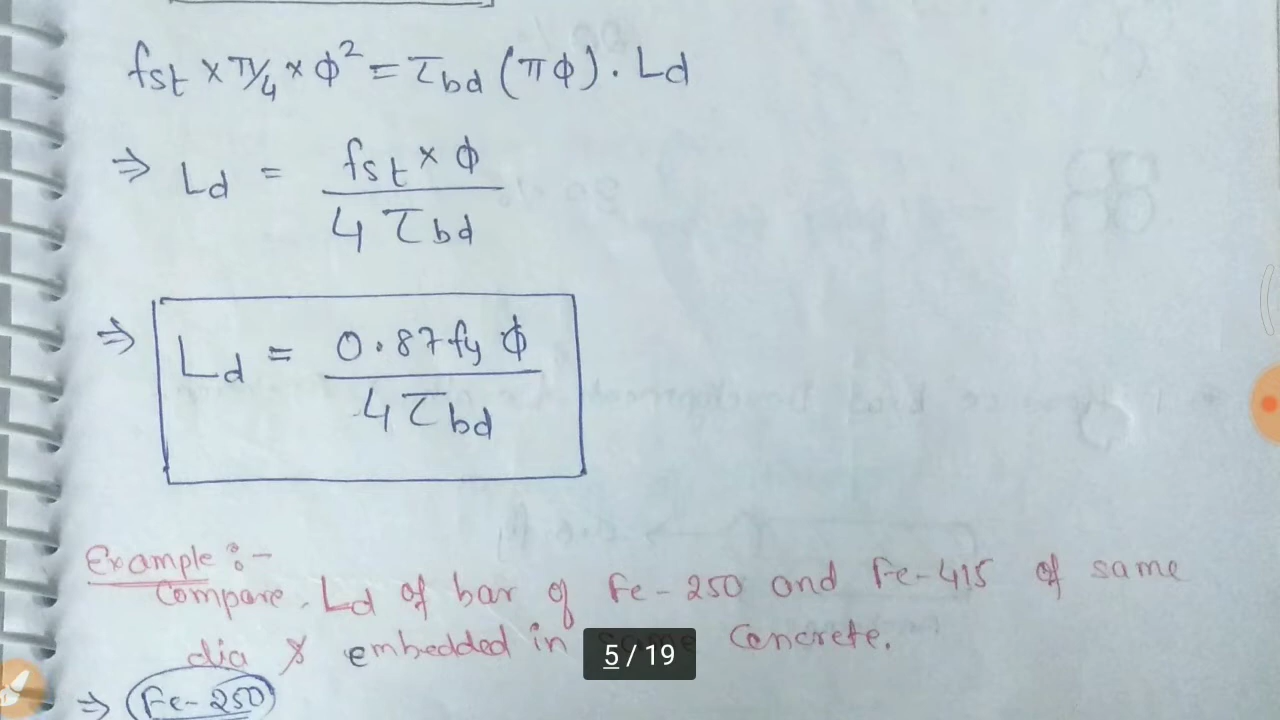 fst × π/4 × ϕ² = τbd (πϕ) . Ld
⇒ Ld = fst × ϕ / 4 τbd
⇒ Ld = 0.87 fy ϕ / 4 τbd
Example :-
Compare Ld of bar of Fe-250 and Fe-415 of same
dia & embedded in same Concrete.
5 / 19
⇒ Fe-250